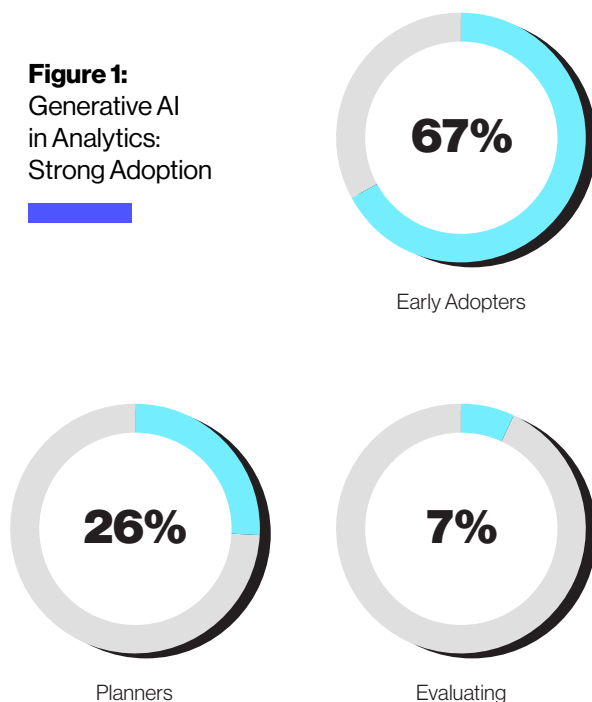 Figure 1:
Generative AI
in Analytics:
Strong Adoption
67%
Early Adopters
26%
Planners
7%
Evaluating